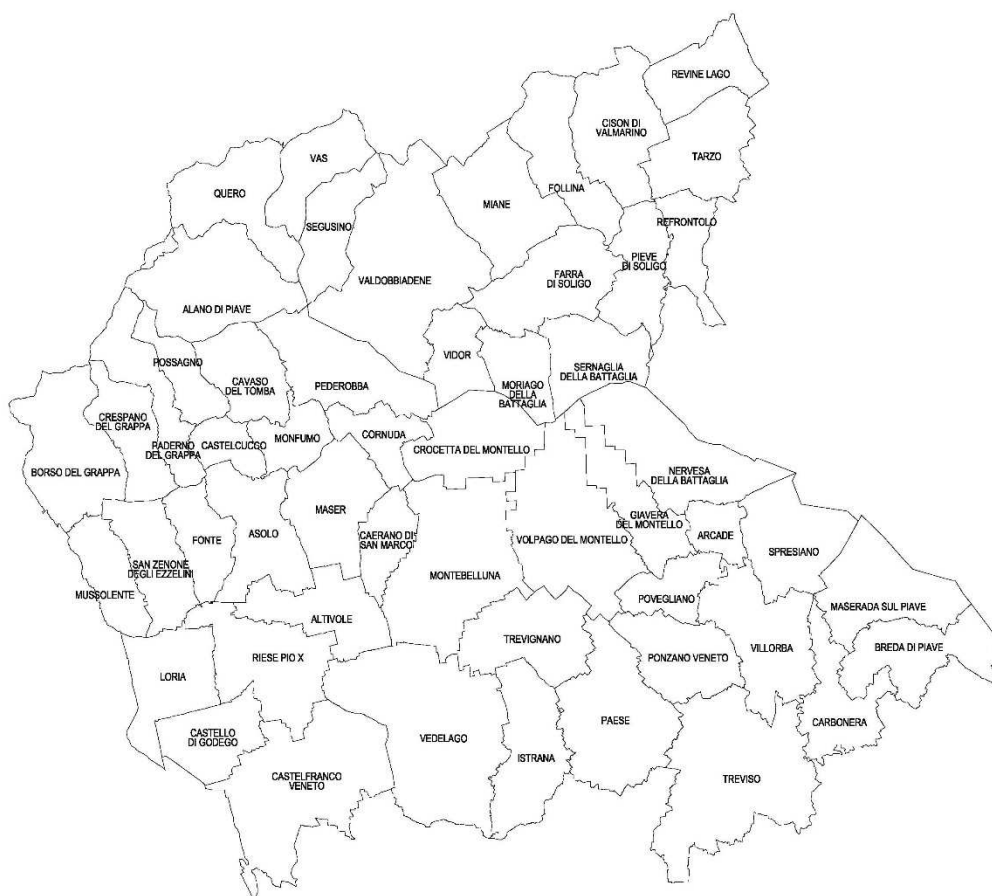 REVINE LAGO
CISON DI
VALMARINO
TARZO
VAS
QUERO
FOLLINA
MIANE
SEGUSINO
REFRONTOLO
PIEVE
DI SOLIGO
FARRA
DI SOLIGO
VALDOBBIADENE
ALANO DI PIAVE
VIDOR
SERNAGLIA
DELLA BATTAGLIA
POSSAGNO
CAVASO
DEL TOMBA
PEDEROBBA
MORIAGO
DELLA
BATTAGLIA
CRESPANO
DEL GRAPPA
PADERNO
DEL GRAPPA
CASTELCUCCO
MONFUMO
CORNUDA
CROCETTA DEL MONTELLO
BORSO DEL GRAPPA
NERVESA
DELLA BATTAGLIA
MASER
GIAVERA
DEL MONTELLO
FONTE
ASOLO
CAERANO DI
SAN MARCO
VOLPAGO DEL MONTELLO
ARCADE
SPRESIANO
SAN ZENONE
DEGLI EZZELINI
MONTEBELLUNA
MUSSOLENTE
POVEGLIANO
MASERADA SUL PIAVE
ALTIVOLE
TREVIGNANO
VILLORBA
BREDA DI PIAVE
RIESE PIO X
PONZANO VENETO
LORIA
PAESE
CARBONERA
CASTELLO
DI GODEGO
VEDELAGO
ISTRANA
CASTELFRANCO
VENETO
TREVISO